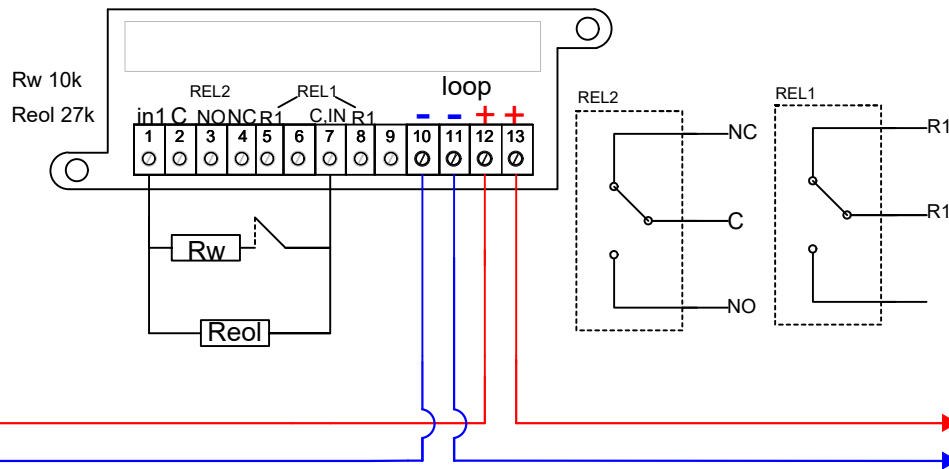 Rw 10k
Reol 27k
REL2 REL1 loop
in1 C NO NC R1 C,IN R1 - - + +
1 2 3 4 5 6 7 8 9 10 11 12 13
Rw
Reol
REL2
NC
C
NO
REL1
R1
R1